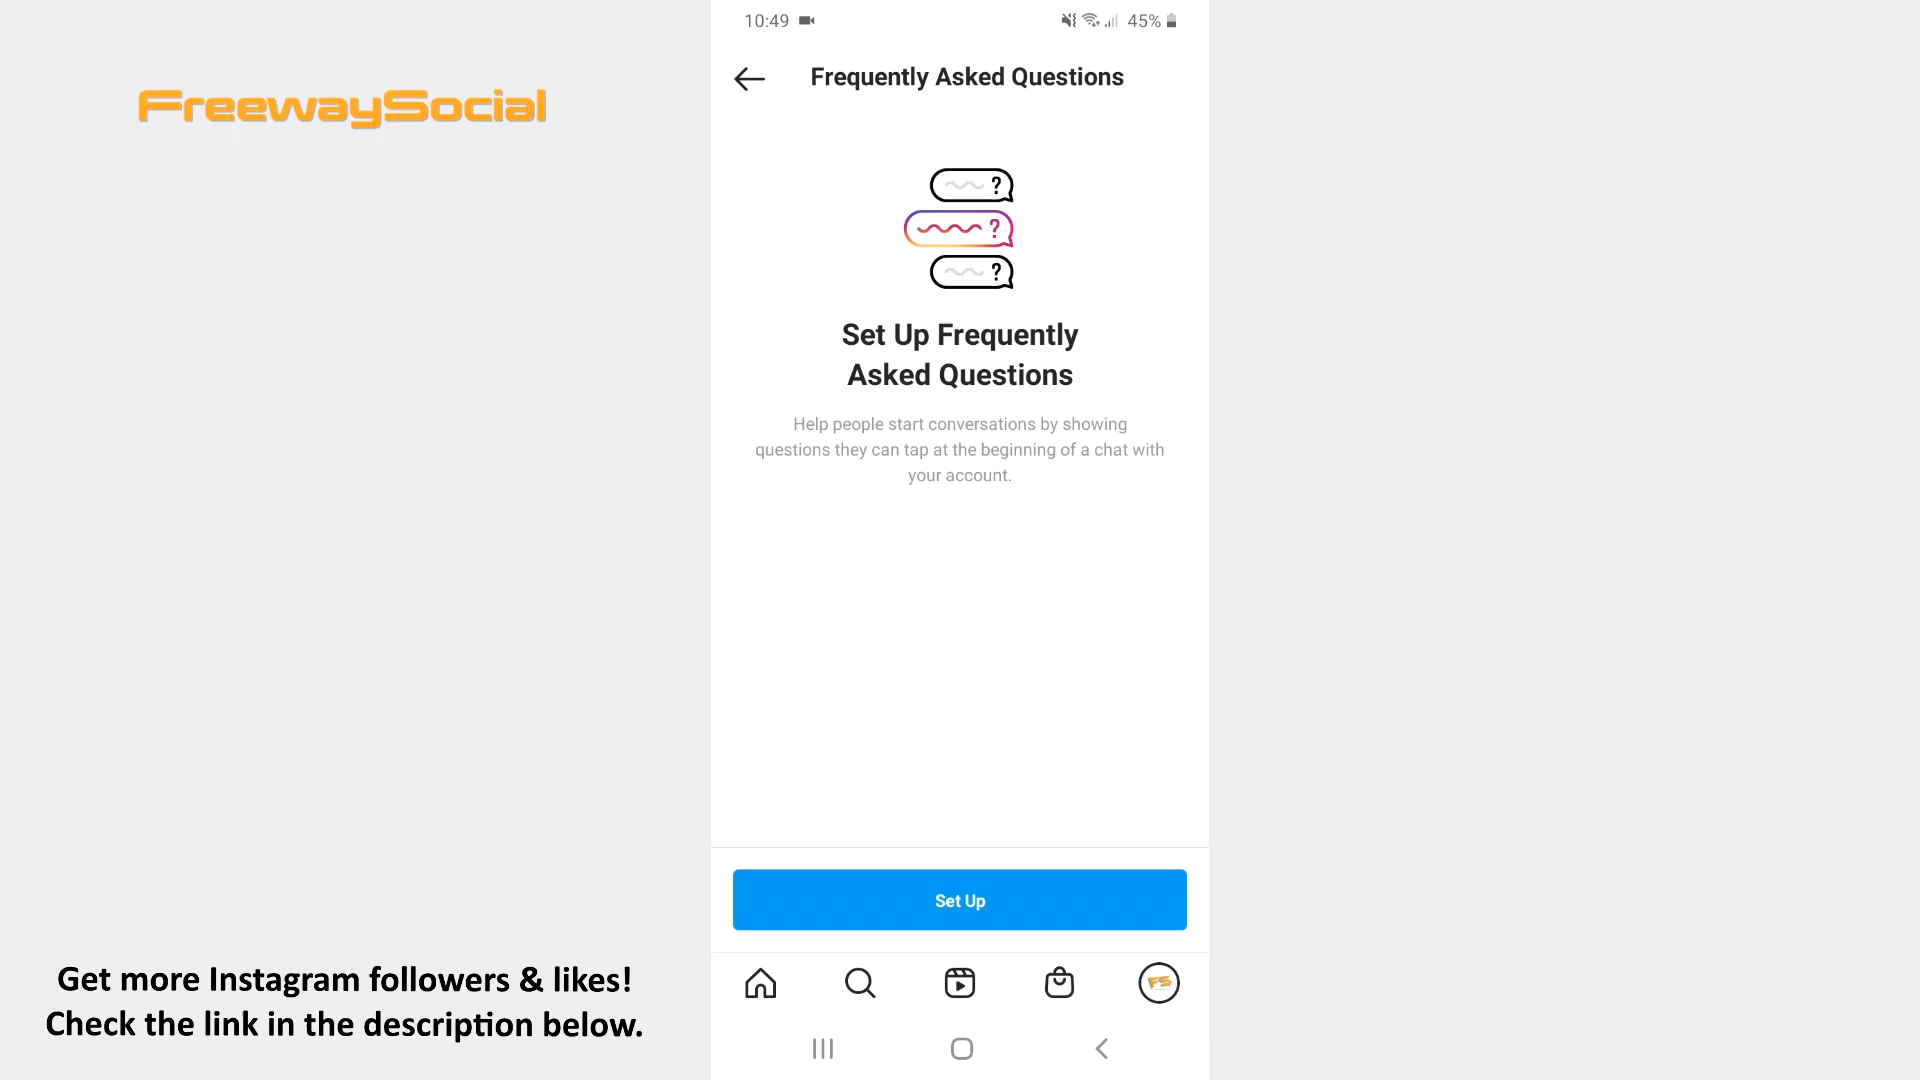 10:49
45%
FreewaySocial
Frequently Asked Questions
?
?
?
Set Up Frequently
Asked Questions
Help people start conversations by showing
questions they can tap at the beginning of a chat with
your account.
Set Up
FS
Get more Instagram followers & likes!
Check the link in the description below.